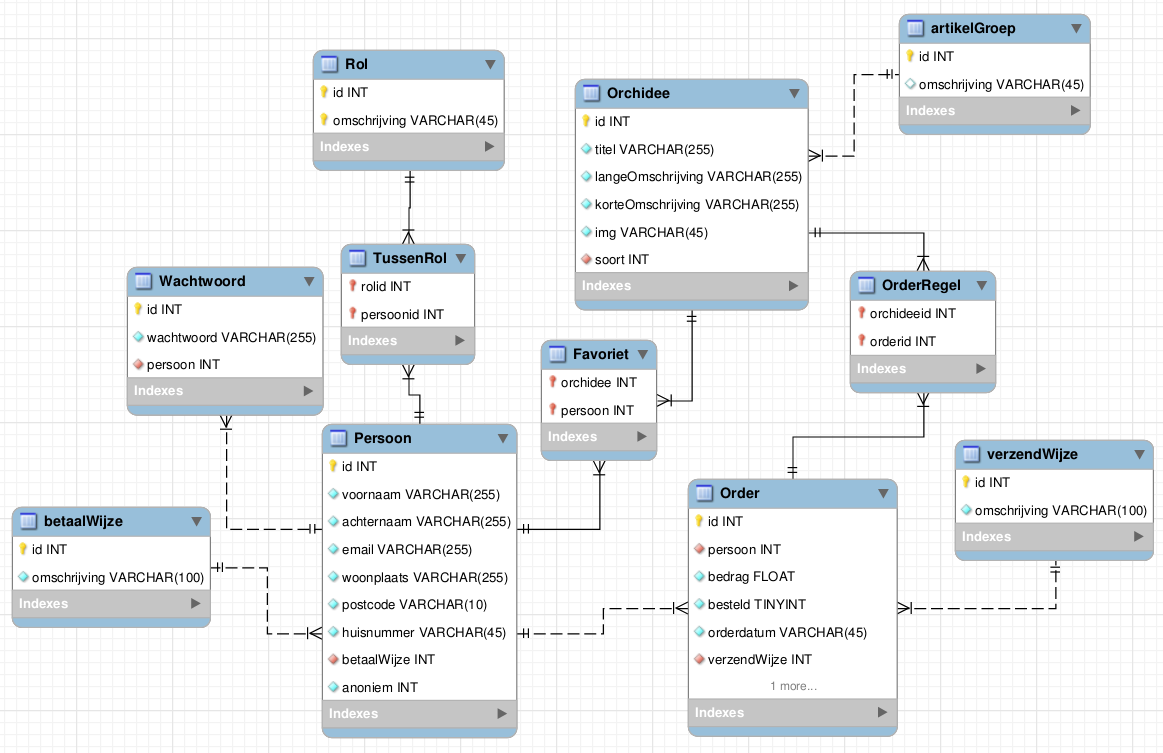 artikelGroep
id INT
omschrijving VARCHAR(45)
Indexes
Rol
id INT
omschrijving VARCHAR(45)
Indexes
Orchidee
id INT
titel VARCHAR(255)
langeOmschrijving VARCHAR(255)
korteOmschrijving VARCHAR(255)
img VARCHAR(45)
soort INT
Indexes
TussenRol
rolid INT
persoonid INT
Indexes
Wachtwoord
id INT
wachtwoord VARCHAR(255)
persoon INT
Indexes
OrderRegel
orchideeid INT
orderid INT
Indexes
Favoriet
orchidee INT
persoon INT
Indexes
Persoon
id INT
voornaam VARCHAR(255)
achternaam VARCHAR(255)
email VARCHAR(255)
woonplaats VARCHAR(255)
postcode VARCHAR(10)
huisnummer VARCHAR(45)
betaalWijze INT
anoniem INT
Indexes
verzendWijze
id INT
omschrijving VARCHAR(100)
Indexes
Order
id INT
persoon INT
bedrag FLOAT
besteld TINYINT
orderdatum VARCHAR(45)
verzendWijze INT
1 more...
Indexes
betaalWijze
id INT
omschrijving VARCHAR(100)
Indexes